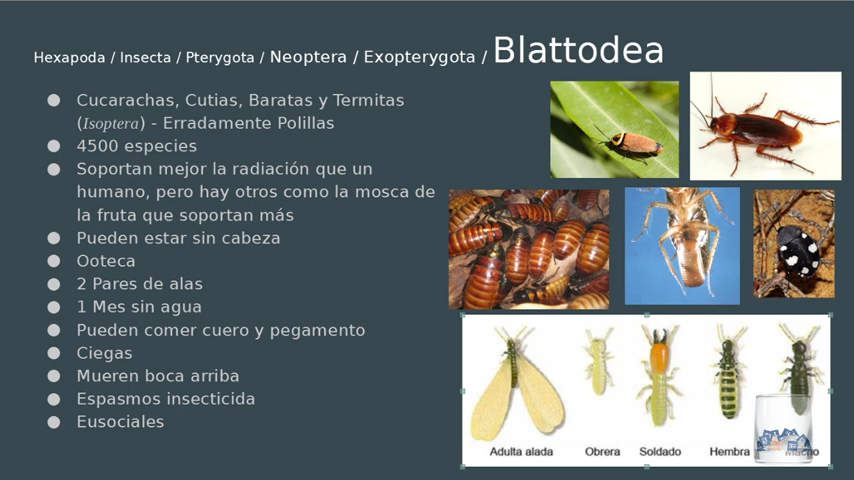 Hexapoda / Insecta / Pterygota / Neoptera / Exopterygota / Blattodea
● Cucarachas, Cutias, Baratas y Termitas
(Isoptera) - Erradamente Polillas
● 4500 especies
● Soportan mejor la radiación que un
humano, pero hay otros como la mosca de
la fruta que soportan más
● Pueden estar sin cabeza
● Ooteca
● 2 Pares de alas
● 1 Mes sin agua
● Pueden comer cuero y pegamento
● Ciegas
● Mueren boca arriba
● Espasmos insecticida
● Eusociales
Adulta alada Obrera Soldado Hembra Macho